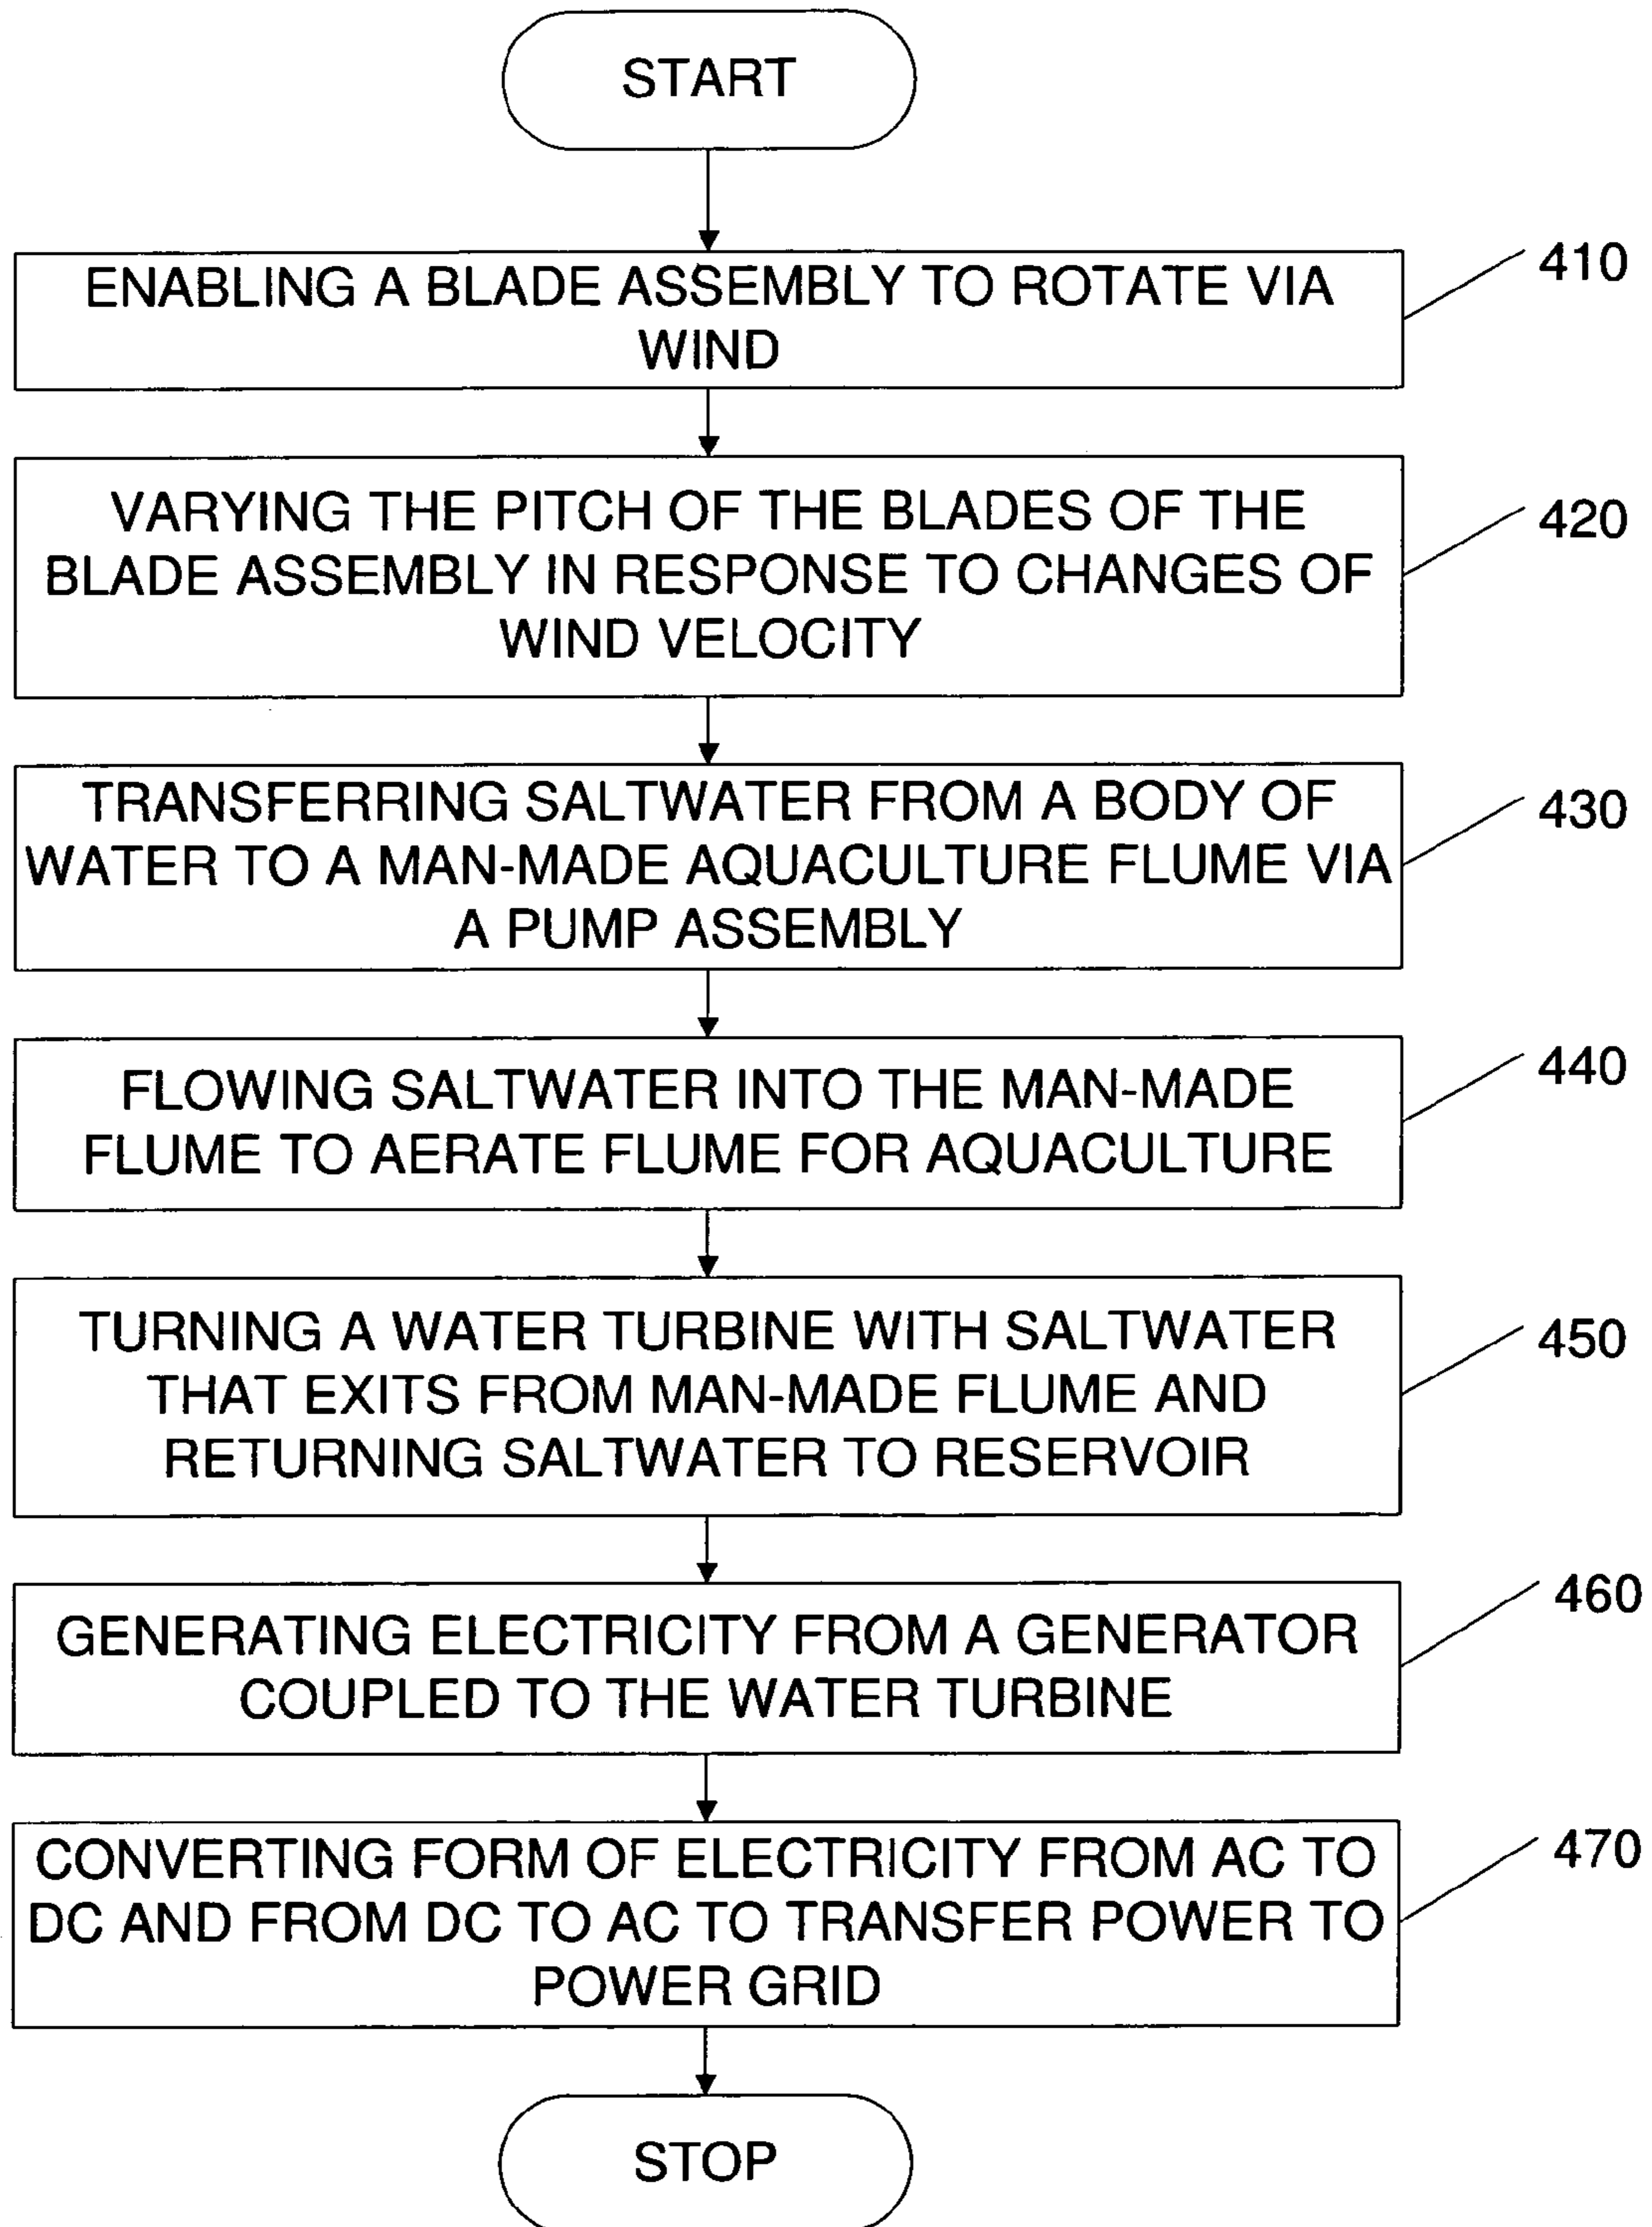 START
ENABLING A BLADE ASSEMBLY TO ROTATE VIA
WIND
410
VARYING THE PITCH OF THE BLADES OF THE
BLADE ASSEMBLY IN RESPONSE TO CHANGES OF
WIND VELOCITY
420
TRANSFERRING SALTWATER FROM A BODY OF
WATER TO A MAN-MADE AQUACULTURE FLUME VIA
A PUMP ASSEMBLY
430
FLOWING SALTWATER INTO THE MAN-MADE
FLUME TO AERATE FLUME FOR AQUACULTURE
440
TURNING A WATER TURBINE WITH SALTWATER
THAT EXITS FROM MAN-MADE FLUME AND
RETURNING SALTWATER TO RESERVOIR
450
GENERATING ELECTRICITY FROM A GENERATOR
COUPLED TO THE WATER TURBINE
460
CONVERTING FORM OF ELECTRICITY FROM AC TO
DC AND FROM DC TO AC TO TRANSFER POWER TO
POWER GRID
470
STOP